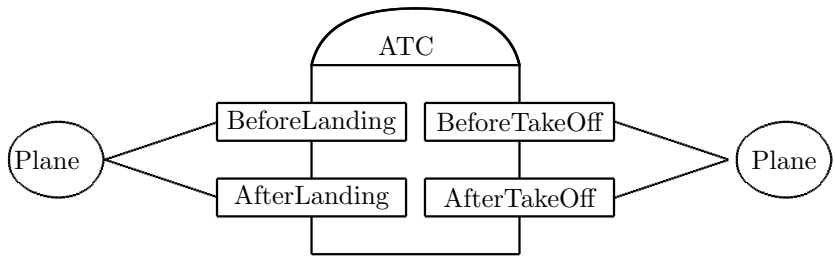 ATC
BeforeLanding
BeforeTakeOff
Plane
Plane
AfterLanding
AfterTakeOff